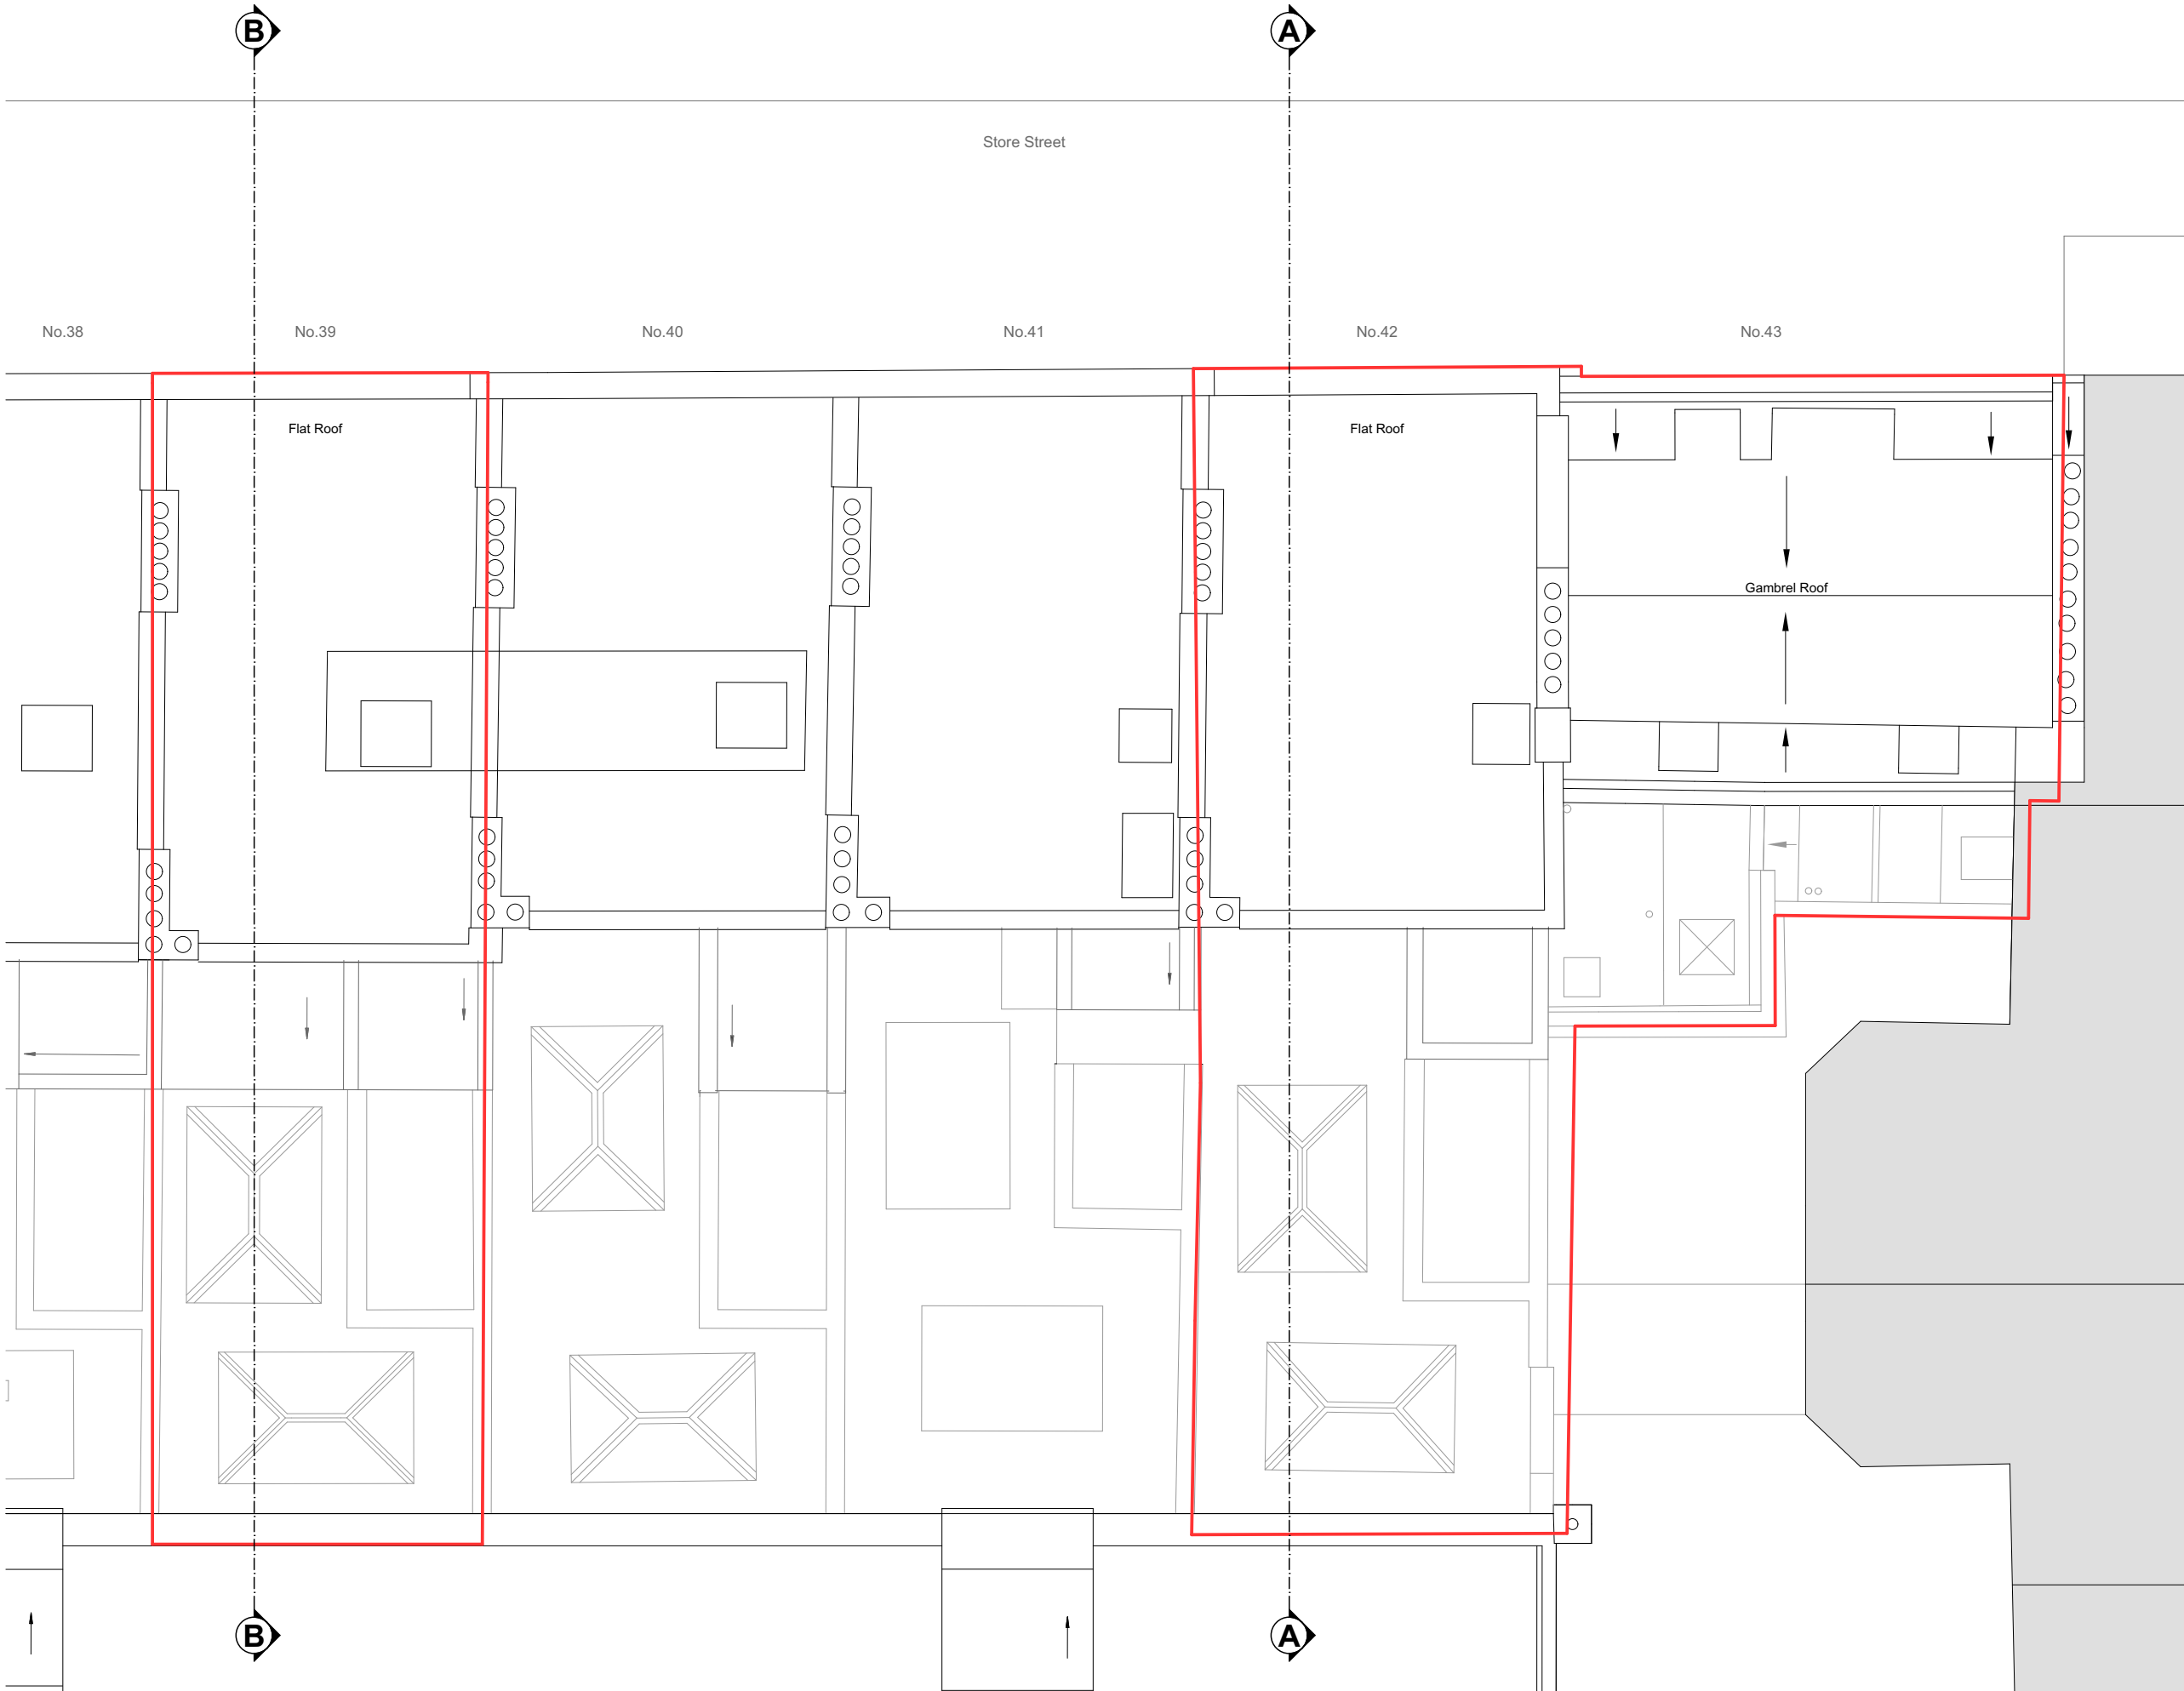 B
A
Store Street
No.38
No.39
No.40
No.41
No.42
No.43
Flat Roof
Flat Roof
Gambrel Roof
B
A